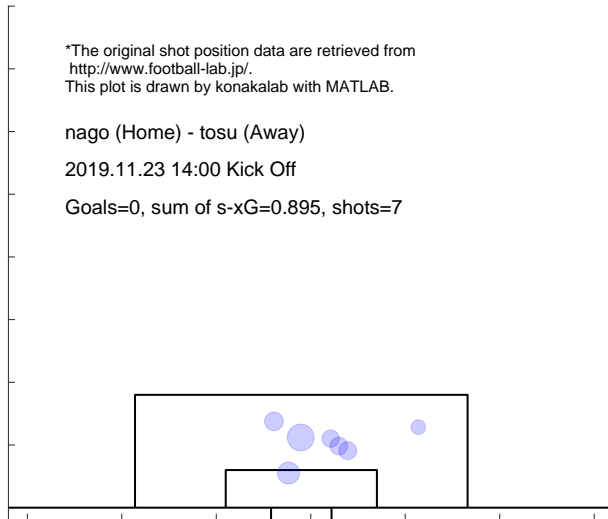 *The original shot position data are retrieved from
http://www.football-lab.jp/.
This plot is drawn by konakalab with MATLAB.
nago (Home) - tosu (Away)
2019.11.23 14:00 Kick Off
Goals=0, sum of s-xG=0.895, shots=7